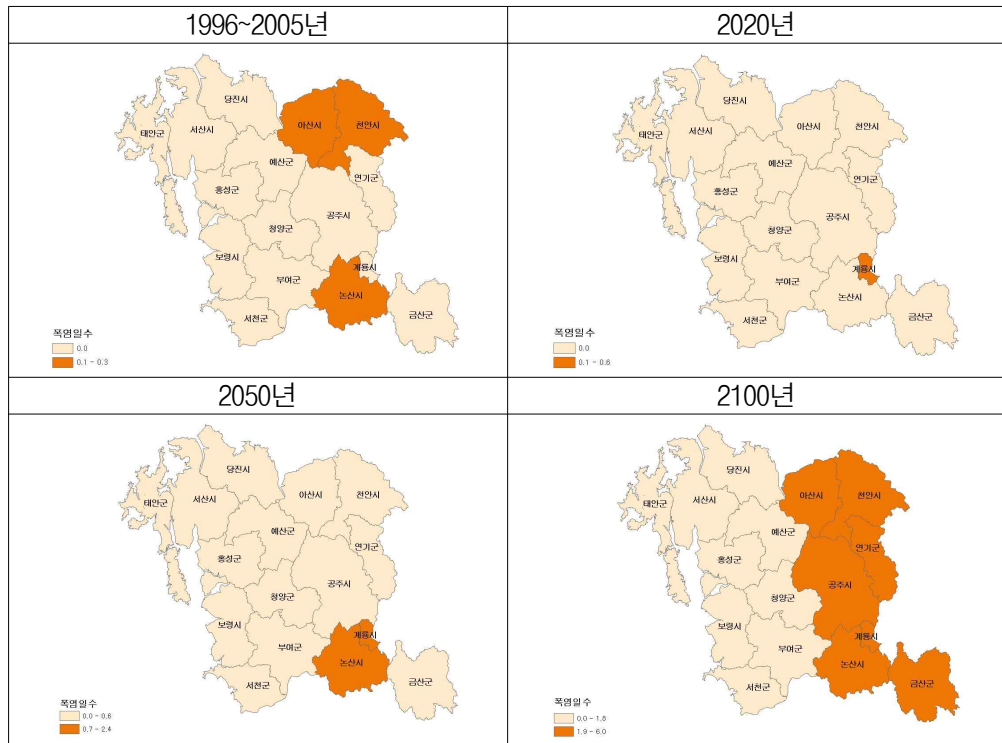 1996~2005년
당진시
아산시
천안시
태안군
서산시
예산군
연기군
홍성군
공주시
청양군
보령시
부여군
계룡시
논산시
서천군
금산군
폭염일수
0.0
0.1 - 0.3
2020년
당진시
아산시
천안시
태안군
서산시
예산군
연기군
홍성군
공주시
청양군
보령시
계룡시
부여군
논산시
서천군
금산군
폭염일수
0.0
0.1 - 0.6
2050년
당진시
아산시
천안시
태안군
서산시
예산군
연기군
홍성군
공주시
청양군
보령시
부여군
계룡시
논산시
서천군
금산군
폭염일수
0.0 - 0.6
0.7 - 2.4
2100년
당진시
아산시
천안시
태안군
서산시
예산군
연기군
홍성군
공주시
청양군
보령시
계룡시
부여군
논산시
서천군
금산군
폭염일수
0.0 - 1.8
1.9 - 6.0